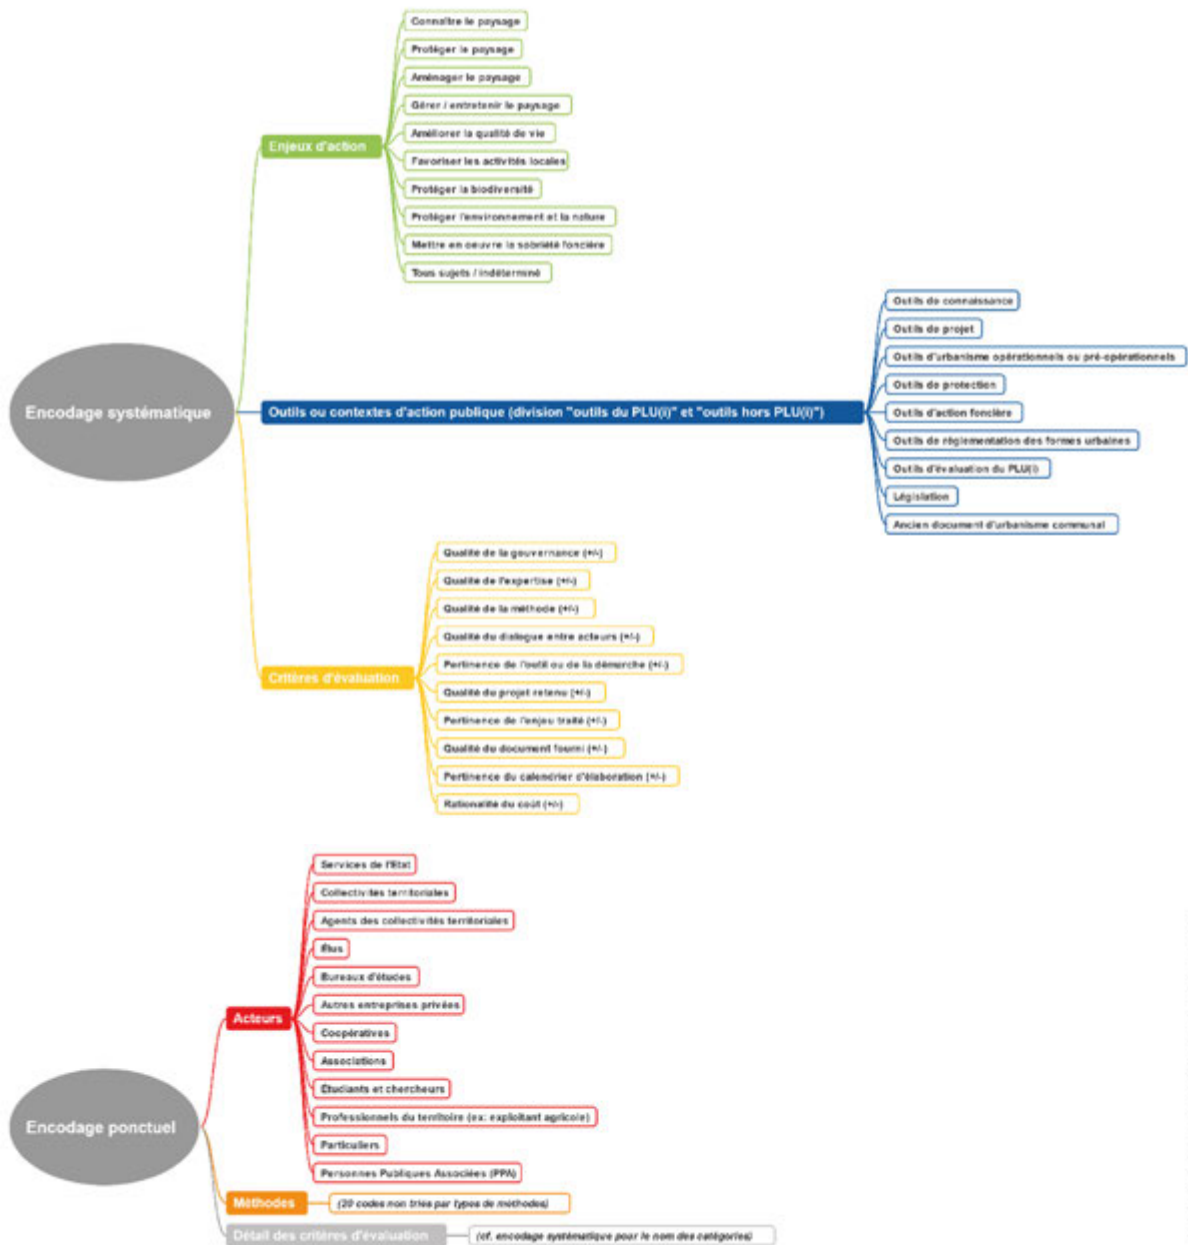 Encodage systématique
Enjeux d'action
Connaître le paysage
Protéger le paysage
Aménager le paysage
Gérer / entretenir le paysage
Améliorer la qualité de vie
Favoriser les activités locales
Protéger la biodiversité
Protéger l'environnement et la nature
Mettre en oeuvre la sobriété foncière
Tous sujets / indéterminé
Outils ou contextes d'action publique (division "outils du PLU(i)" et "outils hors PLU(i)")
Outils de connaissance
Outils de projet
Outils d'urbanisme opérationnels ou pré-opérationnels
Outils de protection
Outils d'action foncière
Outils de réglementation des formes urbaines
Outils d'évaluation du PLU(i)
Législation
Ancien document d'urbanisme communal
Critères d'évaluation
Qualité de la gouvernance (+/-)
Qualité de l'expertise (+/-)
Qualité de la méthode (+/-)
Qualité du dialogue entre acteurs (+/-)
Pertinence de l'outil ou de la démarche (+/-)
Qualité du projet retenu (+/-)
Pertinence de l'enjeu traité (+/-)
Qualité du document fourni (+/-)
Pertinence du calendrier d'élaboration (+/-)
Rationalité du coût (+/-)
Encodage ponctuel
Acteurs
Services de l'Etat
Collectivités territoriales
Agents des collectivités territoriales
Élus
Bureaux d'études
Autres entreprises privées
Coopératives
Associations
Étudiants et chercheurs
Professionnels du territoire (ex: exploitant agricole)
Particuliers
Personnes Publiques Associées (PPA)
Méthodes
(20 codes non triés par types de méthodes)
Détail des critères d'évaluation
(cf. encodage systématique pour le nom des catégories)